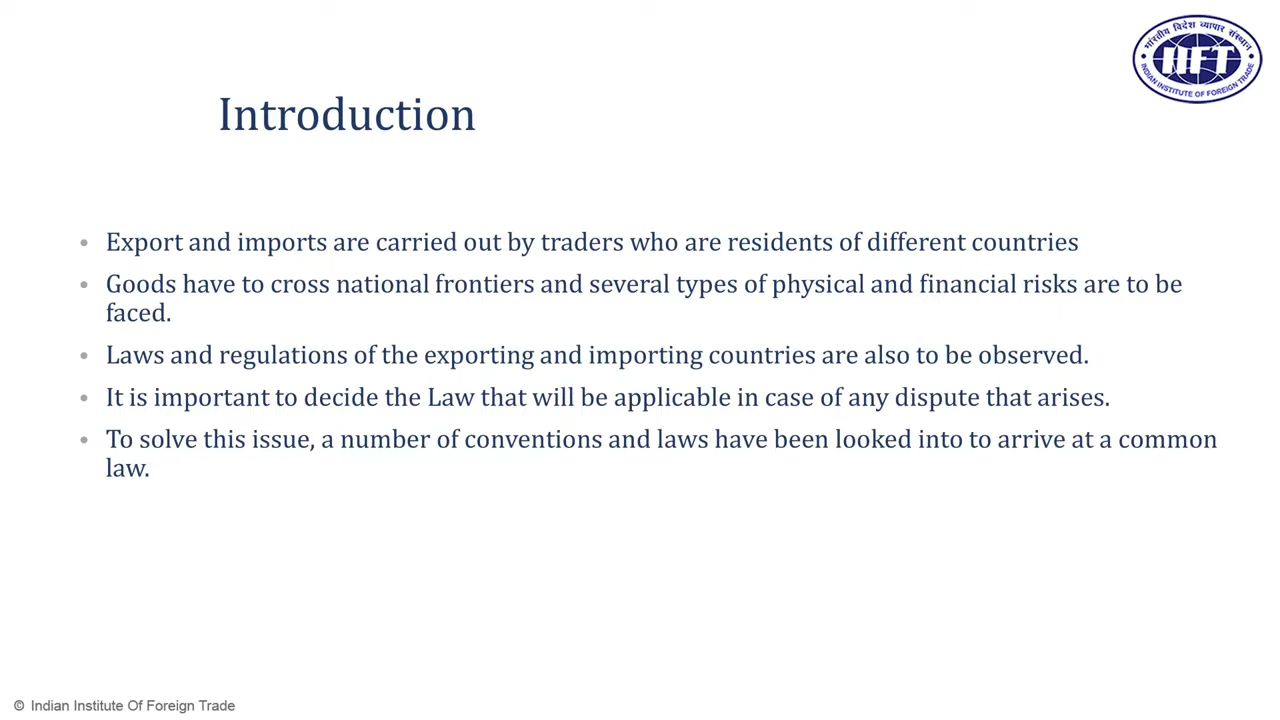 भारतीय विदेश व्यापार संस्थान
IIFT
INDIAN INSTITUTE OF FOREIGN TRADE
Introduction
• Export and imports are carried out by traders who are residents of different countries
• Goods have to cross national frontiers and several types of physical and financial risks are to be
faced.
• Laws and regulations of the exporting and importing countries are also to be observed.
• It is important to decide the Law that will be applicable in case of any dispute that arises.
• To solve this issue, a number of conventions and laws have been looked into to arrive at a common
law.
© Indian Institute Of Foreign Trade